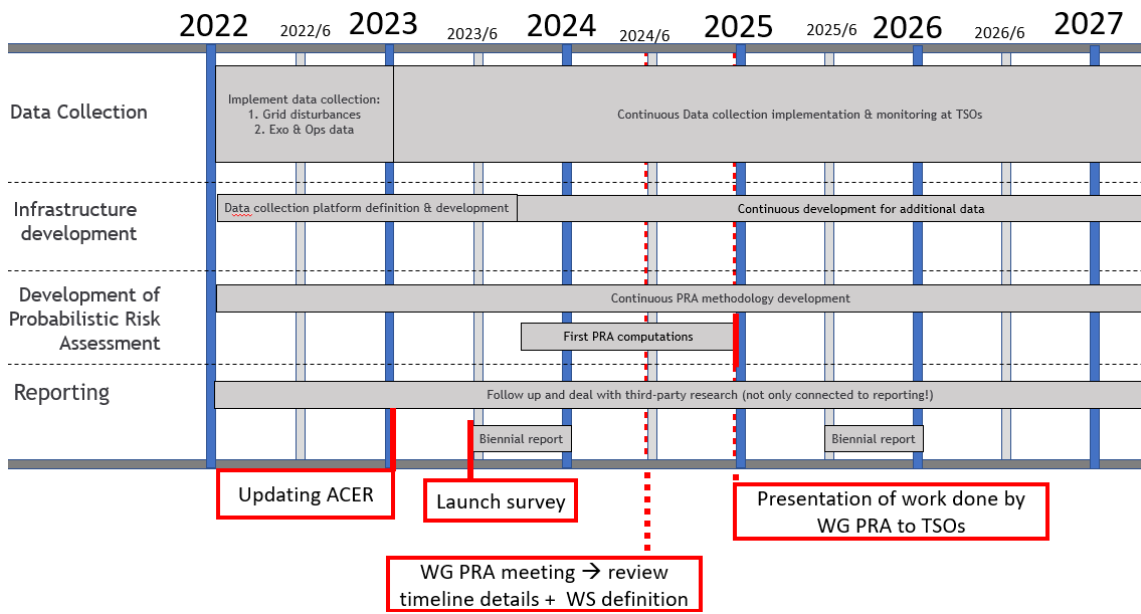 2022
2022/6
2023
2023/6
2024
2024/6
2025
2025/6
2026
2026/6
2027
Data Collection
Implement data collection:
1. Grid disturbances
2. Exo & Ops data
Continuous Data collection implementation & monitoring at TSOs
Infrastructure
development
Data collection platform definition & development
Continuous development for additional data
Development of
Probabilistic Risk
Assessment
Continuous PRA methodology development
First PRA computations
Reporting
Follow up and deal with third-party research (not only connected to reporting!)
Biennial report
Biennial report
Updating ACER
Launch survey
Presentation of work done by
WG PRA to TSOs
WG PRA meeting → review
timeline details + WS definition